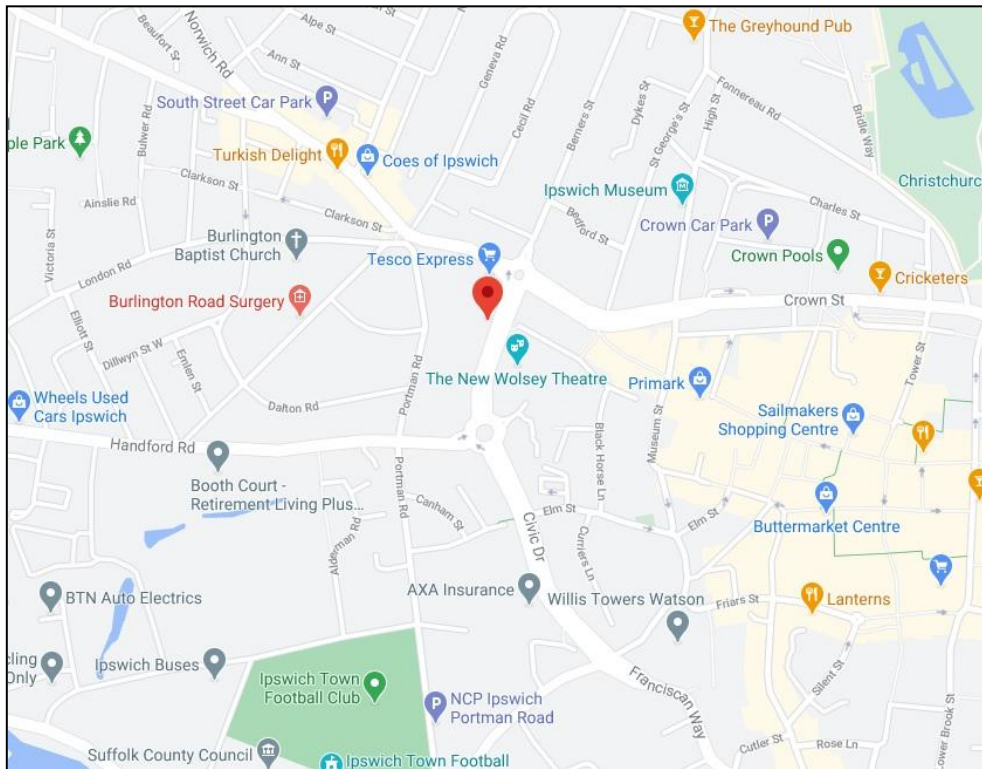 The Greyhound Pub
Alpe St
Beaufort St
Norwich Rd
Ann St
Geneva Rd
Fonnereau Rd
South Street Car Park
Cecil Rd
Berners St
Dykes St
St George's St
High St
Bridle Way
Bulwer Rd
ple Park
Turkish Delight
Coes of Ipswich
Clarkson St
Ipswich Museum
Christchurc
Ainslie Rd
Clarkson St
Bedford St
Charles St
Victoria St
Burlington
Baptist Church
Crown Car Park
Tesco Express
Crown Pools
London Rd
Cricketers
Burlington Road Surgery
Crown St
Elliott St
Dillwyn St W
Emlen St
Portman Rd
Tower St
The New Wolsey Theatre
Primark
Wheels Used
Cars Ipswich
Dalton Rd
Sailmakers
Shopping Centre
Museum St
Black Horse Ln
Handford Rd
Booth Court -
Retirement Living Plus...
Portman Rd
Canham St
Elm St
Elm St
Buttermarket Centre
Alderman Rd
Civic Dr
Curriers Ln
AXA Insurance
BTN Auto Electrics
Willis Towers Watson
Friars St
Lanterns
cling
Only
Ipswich Buses
Ipswich Town
Football Club
Silent St
NCP Ipswich
Portman Road
Franciscan Way
Lower Brook St
Suffolk County Council
Cutler St
Rose Ln
Ipswich Town Football